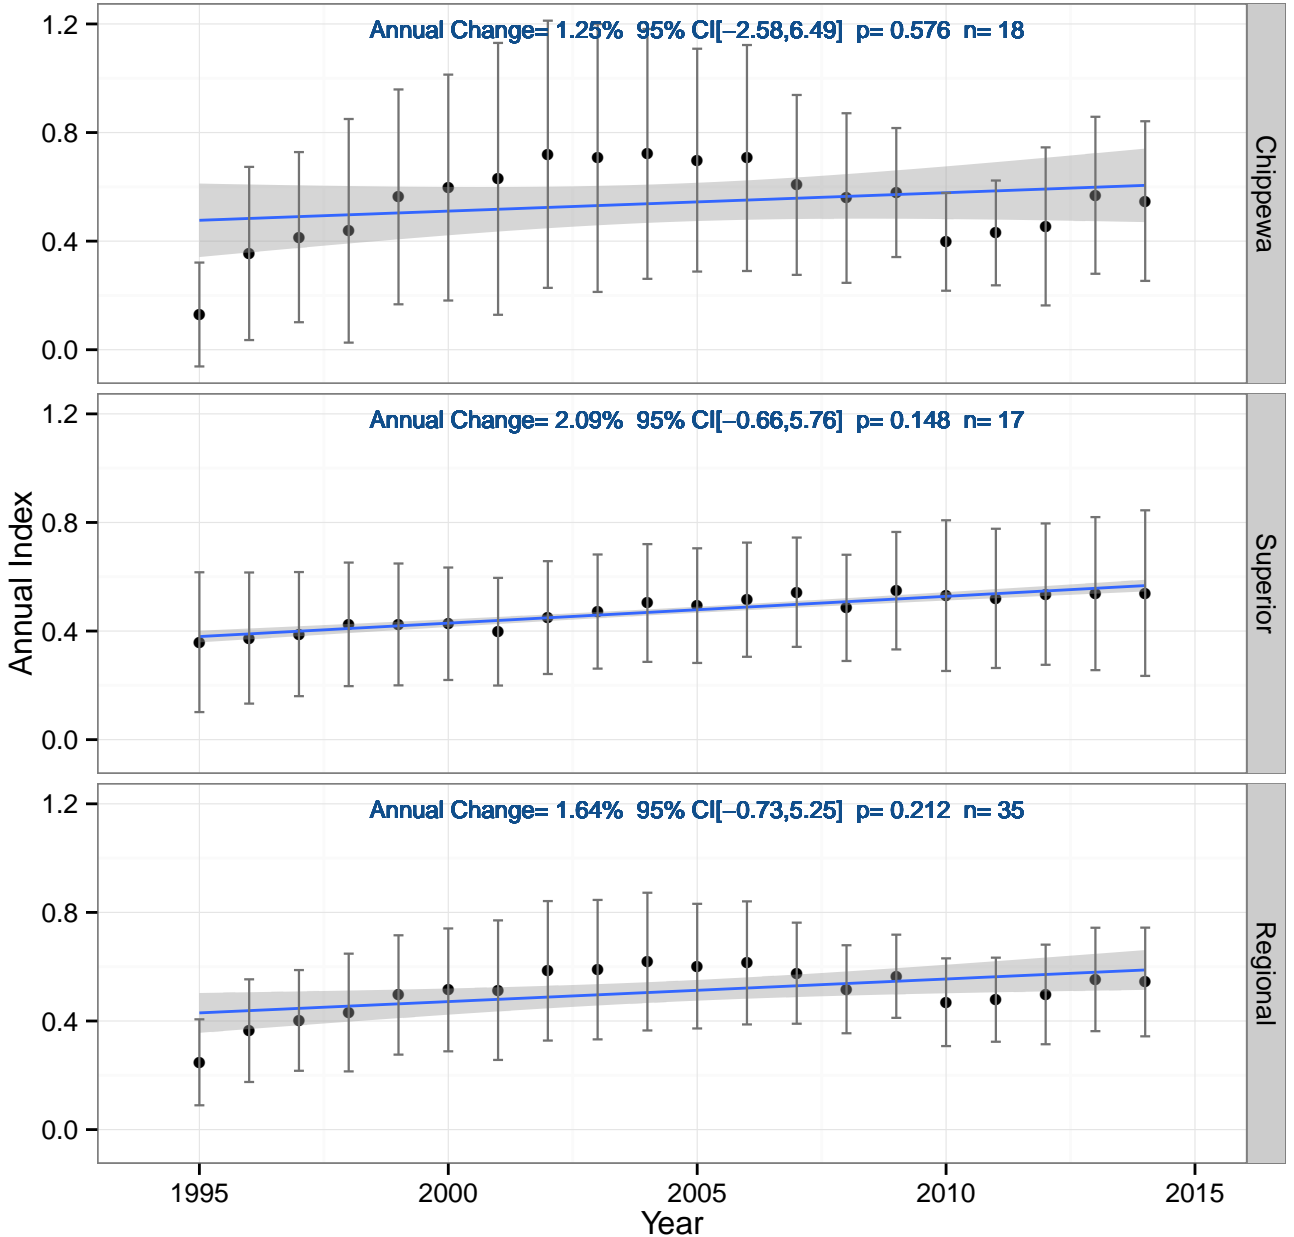 Annual Change= 1.25%  95% CI[−2.58,6.49]  p= 0.576  n= 18
1.2
0.8
0.4
0.0
Chippewa
Annual Change= 2.09%  95% CI[−0.66,5.76]  p= 0.148  n= 17
1.2
0.8
0.4
0.0
Superior
Annual Index
Annual Change= 1.64%  95% CI[−0.73,5.25]  p= 0.212  n= 35
1.2
0.8
0.4
0.0
Regional
1995 2000 2005 2010 2015
Year